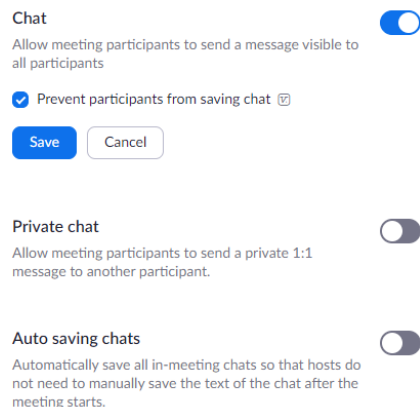 Chat
Allow meeting participants to send a message visible to
all participants
Prevent participants from saving chat
Save
Cancel
Private chat
Allow meeting participants to send a private 1:1
message to another participant.
Auto saving chats
Automatically save all in-meeting chats so that hosts do
not need to manually save the text of the chat after the
meeting starts.